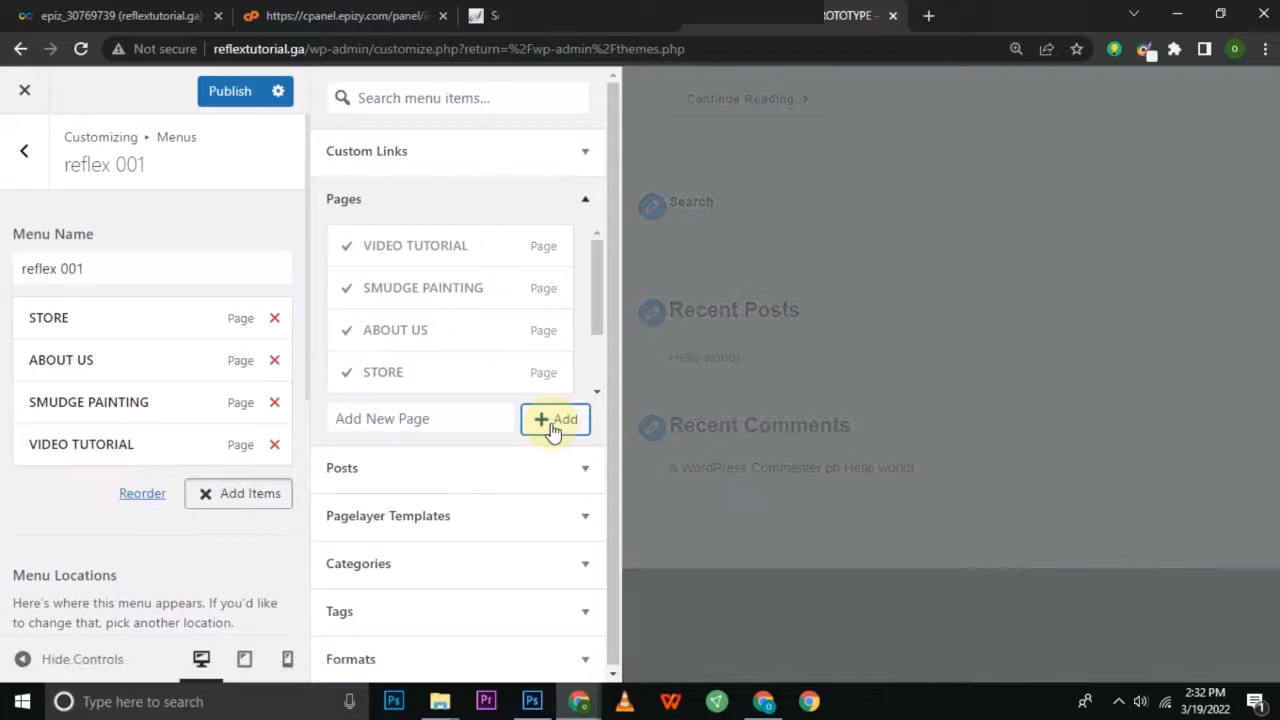 epiz_30769739 (reflextutorial.ga)
https://cpanel.epizy.com/panel/i
ROTOTYPE –
Not secure
reflextutorial.ga/wp-admin/customize.php?return=%2Fwp-admin%2Fthemes.php
Publish
Customizing ▸ Menus
reflex 001
Menu Name
reflex 001
STORE Page
ABOUT US Page
SMUDGE PAINTING Page
VIDEO TUTORIAL Page
Reorder
Add Items
Menu Locations
Here's where this menu appears. If you'd like
to change that, pick another location.
Hide Controls
Search menu items...
Custom Links
Pages
VIDEO TUTORIAL Page
SMUDGE PAINTING Page
ABOUT US Page
STORE Page
Add New Page
Add
Posts
Pagelayer Templates
Categories
Tags
Formats
Continue Reading
Search
Recent Posts
Hello world!
Recent Comments
A WordPress Commenter on Hello world!
Type here to search
2:32 PM
3/19/2022